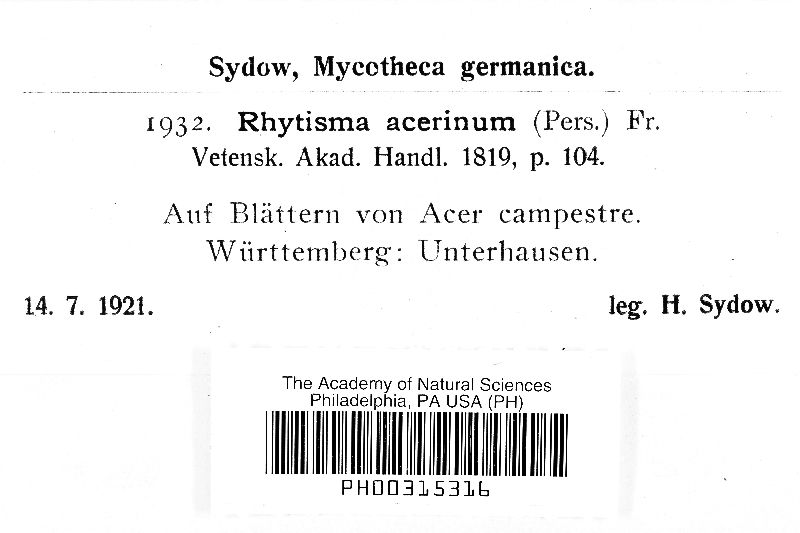 Sydow, Mycotheca germanica.
1932. Rhytisma acerinum (Pers.) Fr.
Vetensk. Akad. Handl. 1819, p. 104.
Auf Blättern von Acer campestre.
Württemberg: Unterhausen.
14. 7. 1921. leg. H. Sydow.
The Academy of Natural Sciences
Philadelphia, PA USA (PH)
PH00315316